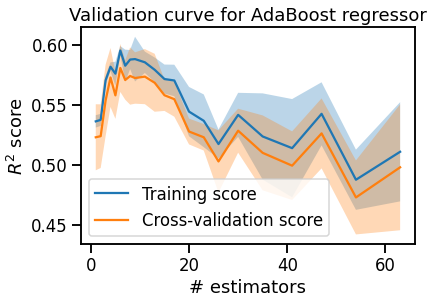 Validation curve for AdaBoost regressor
0.60
0.55
0.50
0.45
R² score
Training score
Cross-validation score
0
20
40
60
# estimators